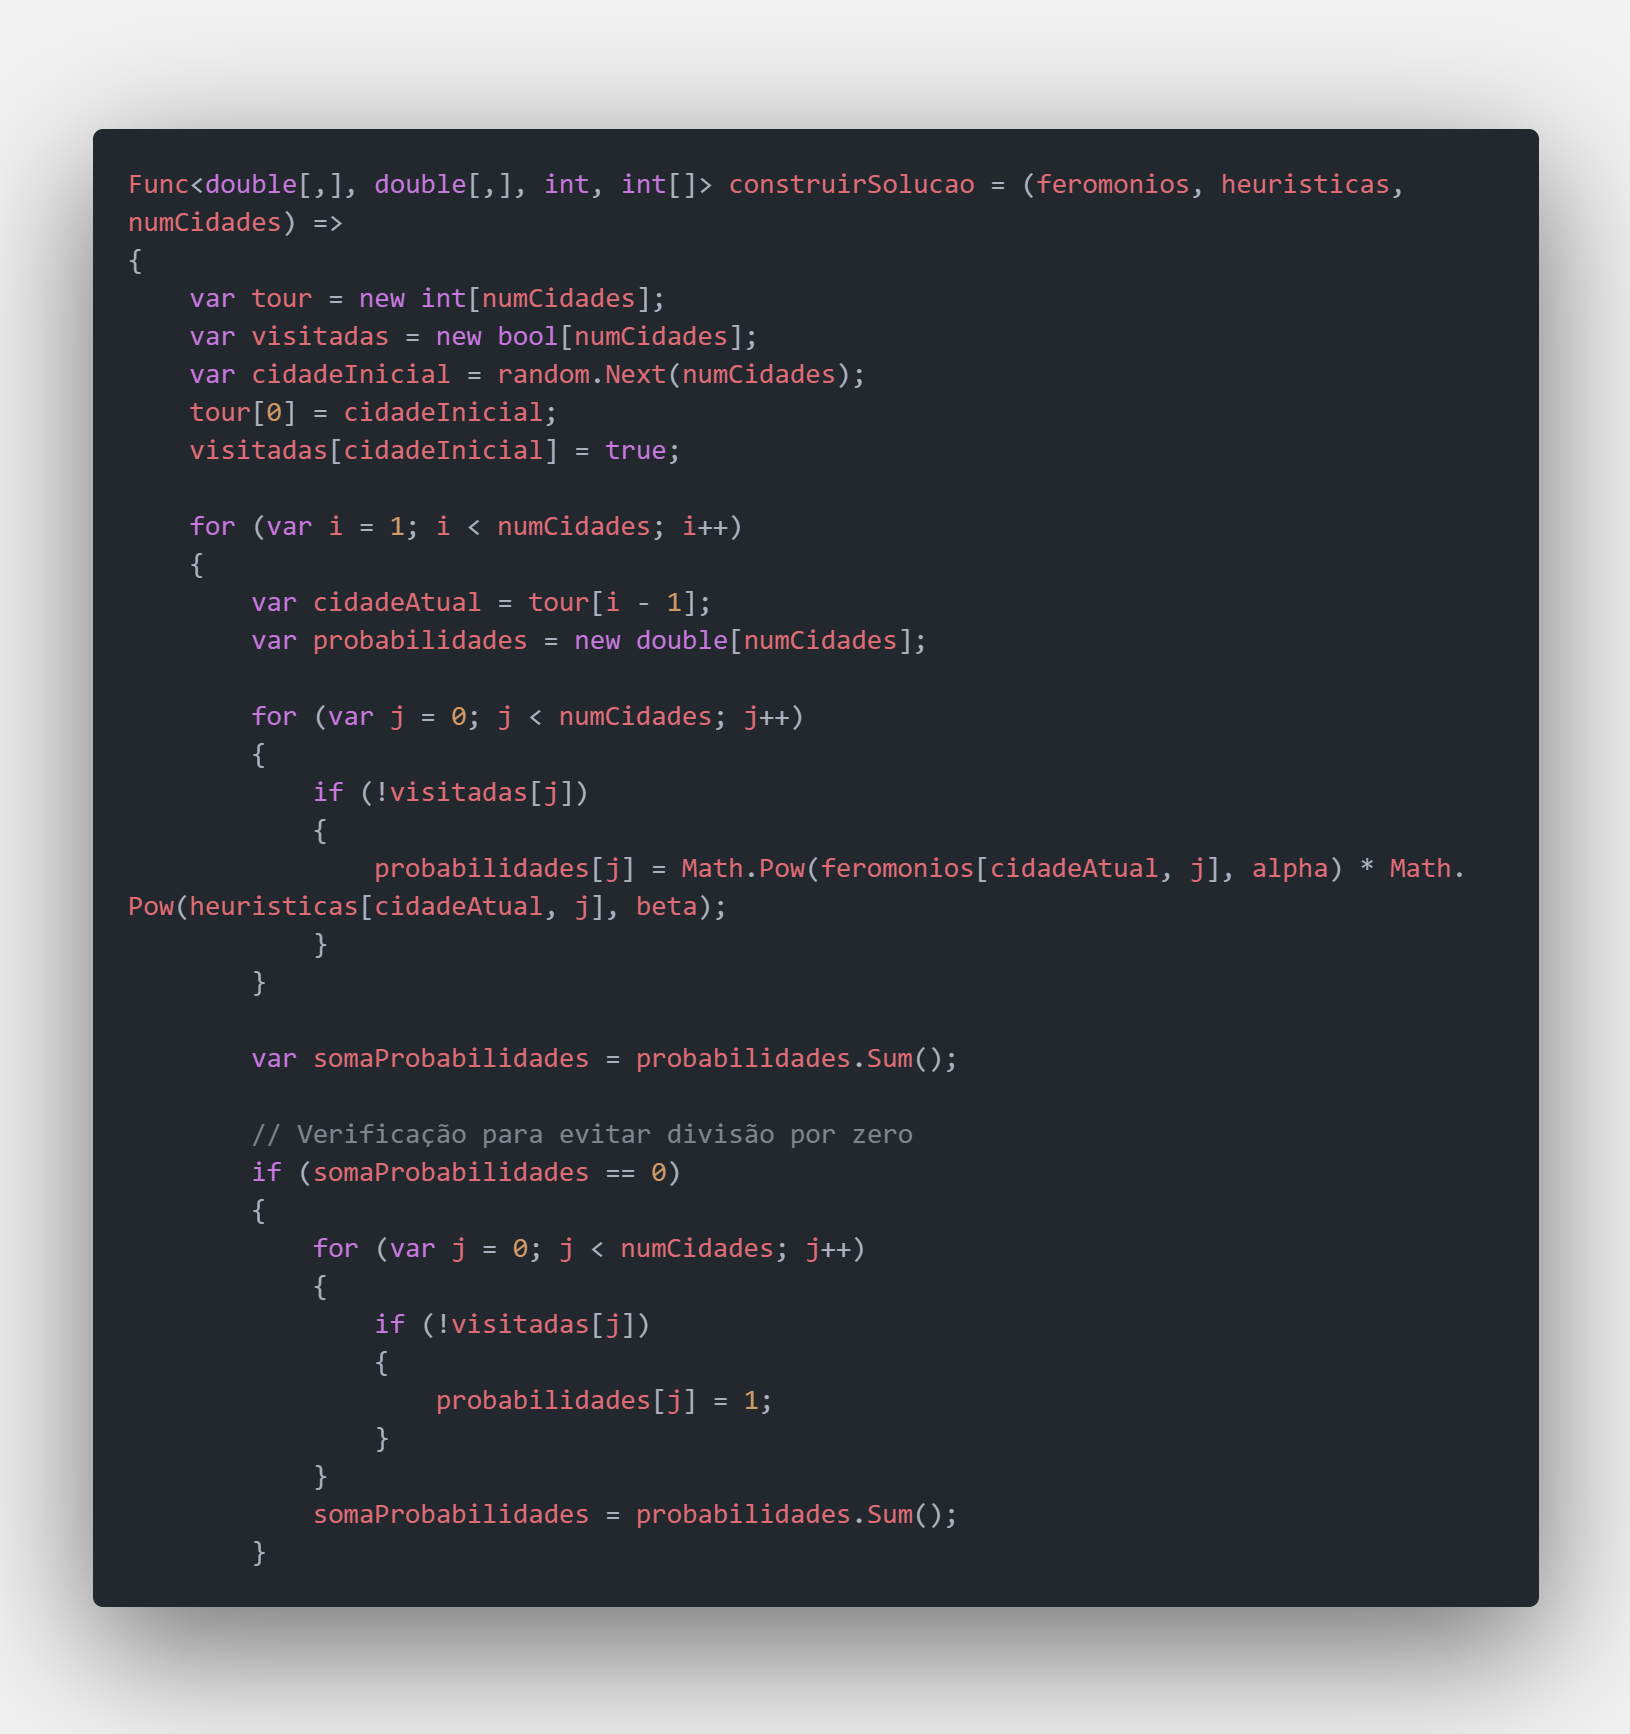 Func<double[,], double[,], int, int[]> construirSolucao = (feromonios, heuristicas,
numCidades) =>
{
    var tour = new int[numCidades];
    var visitadas = new bool[numCidades];
    var cidadeInicial = random.Next(numCidades);
    tour[0] = cidadeInicial;
    visitadas[cidadeInicial] = true;

    for (var i = 1; i < numCidades; i++)
    {
        var cidadeAtual = tour[i - 1];
        var probabilidades = new double[numCidades];

        for (var j = 0; j < numCidades; j++)
        {
            if (!visitadas[j])
            {
                probabilidades[j] = Math.Pow(feromonios[cidadeAtual, j], alpha) * Math.
Pow(heuristicas[cidadeAtual, j], beta);
            }
        }

        var somaProbabilidades = probabilidades.Sum();

        // Verificação para evitar divisão por zero
        if (somaProbabilidades == 0)
        {
            for (var j = 0; j < numCidades; j++)
            {
                if (!visitadas[j])
                {
                    probabilidades[j] = 1;
                }
            }
            somaProbabilidades = probabilidades.Sum();
        }